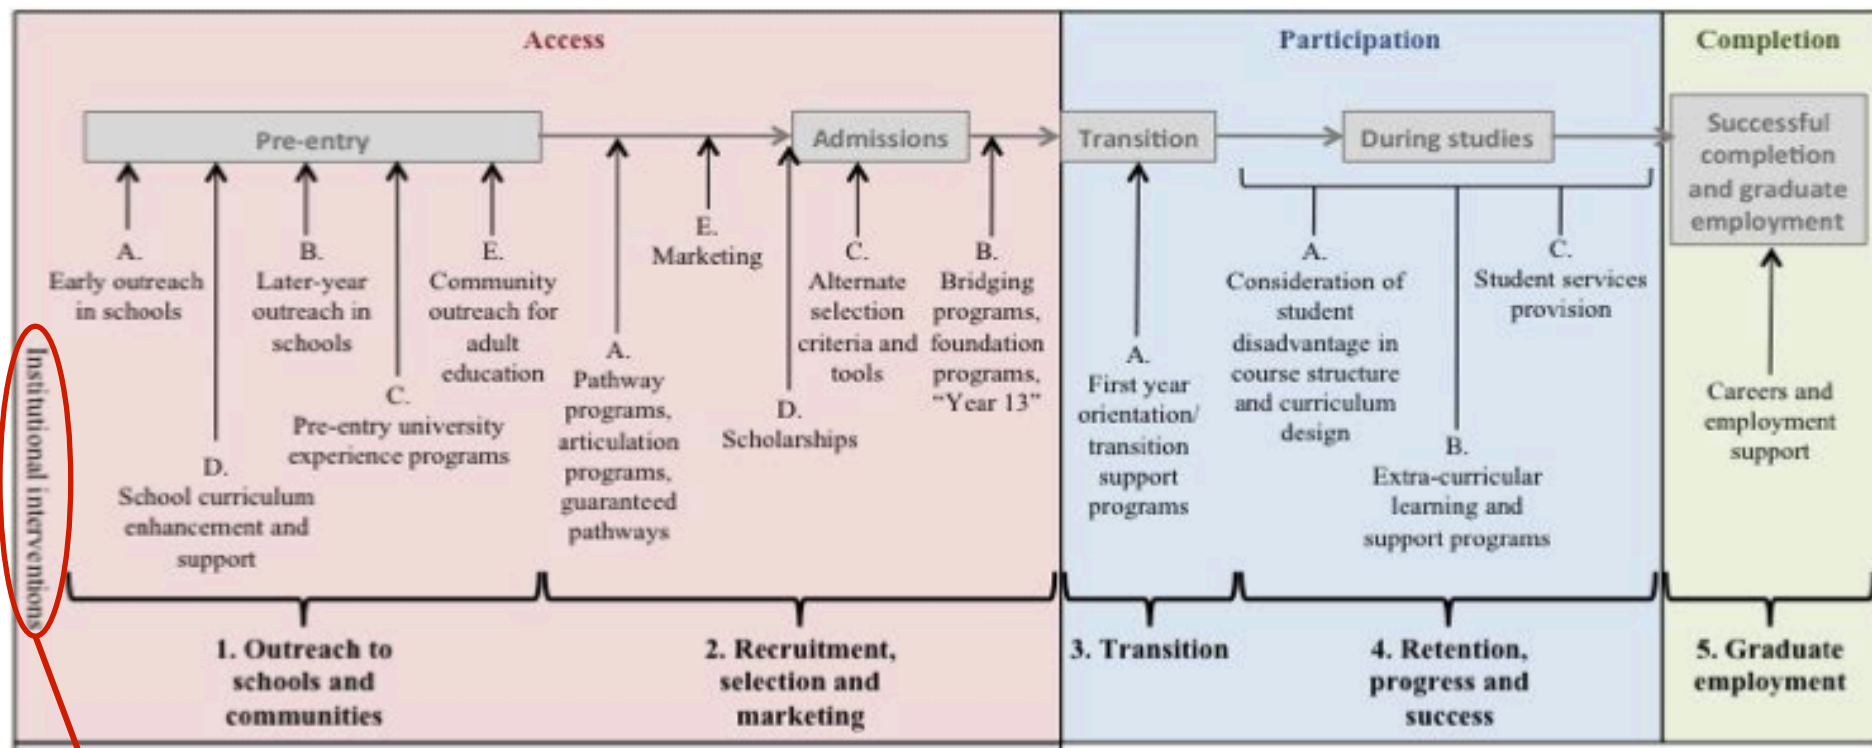 Access
Participation
Completion
Pre-entry
Admissions
Transition
During studies
Successful
completion
and graduate
employment
A.
Early outreach
in schools
D.
School curriculum
enhancement and
support
B.
Later-year
outreach in
schools
C.
Pre-entry university
experience programs
E.
Community
outreach for
adult
education
A.
Pathway
programs,
articulation
programs,
guaranteed
pathways
E.
Marketing
D.
Scholarships
C.
Alternate
selection
criteria and
tools
B.
Bridging
programs,
foundation
programs,
“Year 13”
A.
First year
orientation/
transition
support
programs
A.
Consideration of
student
disadvantage in
course structure
and curriculum
design
B.
Extra-curricular
learning and
support programs
C.
Student services
provision
Careers and
employment
support
Institutional interventions
1. Outreach to
schools and
communities
2. Recruitment,
selection and
marketing
3. Transition
4. Retention,
progress and
success
5. Graduate
employment